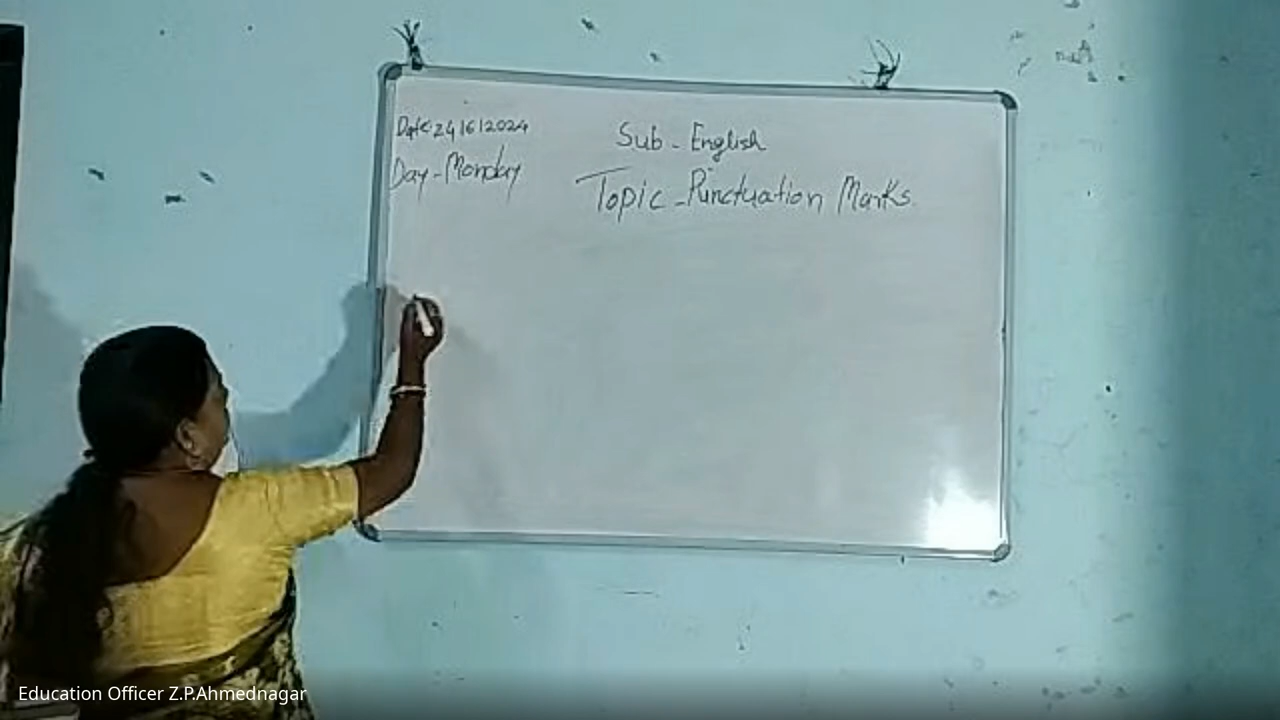 Date: 24/6/2024
Sub - English
Day - Monday
Topic - Punctuation Marks
Education Officer Z.P.Ahmednagar